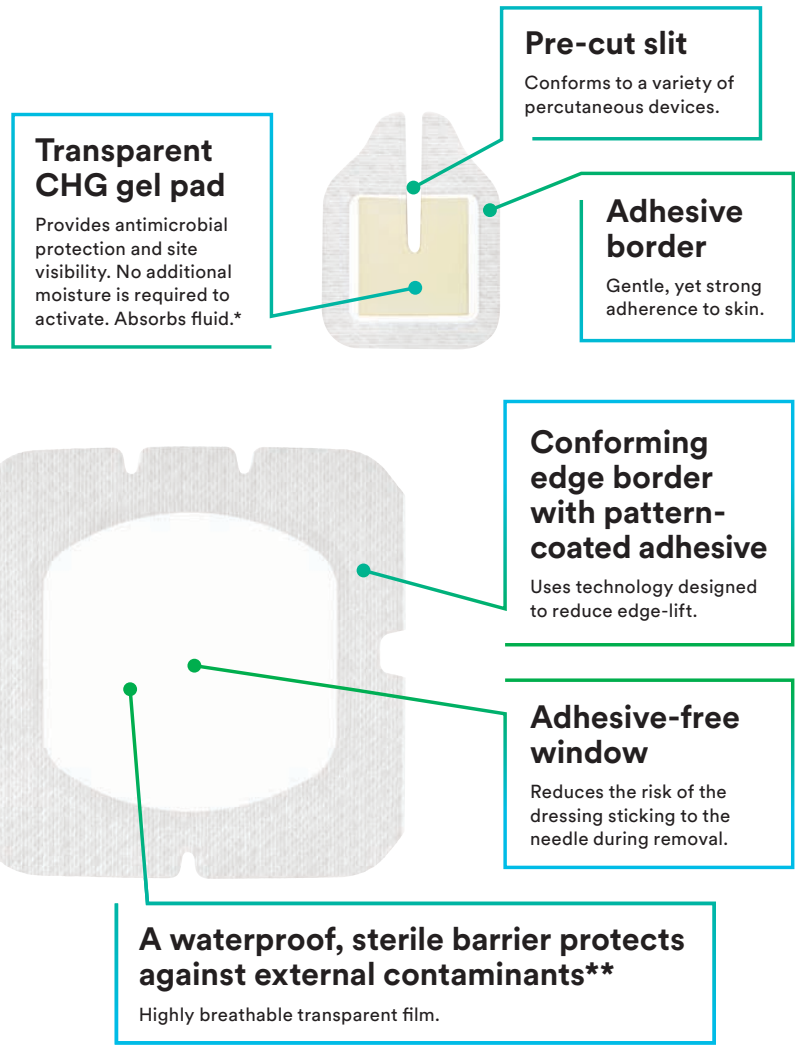 Pre-cut slit
Conforms to a variety of
percutaneous devices.
Transparent
CHG gel pad
Provides antimicrobial
protection and site
visibility. No additional
moisture is required to
activate. Absorbs fluid.*
Adhesive
border
Gentle, yet strong
adherence to skin.
Conforming
edge border
with pattern-
coated adhesive
Uses technology designed
to reduce edge-lift.
Adhesive-free
window
Reduces the risk of the
dressing sticking to the
needle during removal.
A waterproof, sterile barrier protects
against external contaminants**
Highly breathable transparent film.